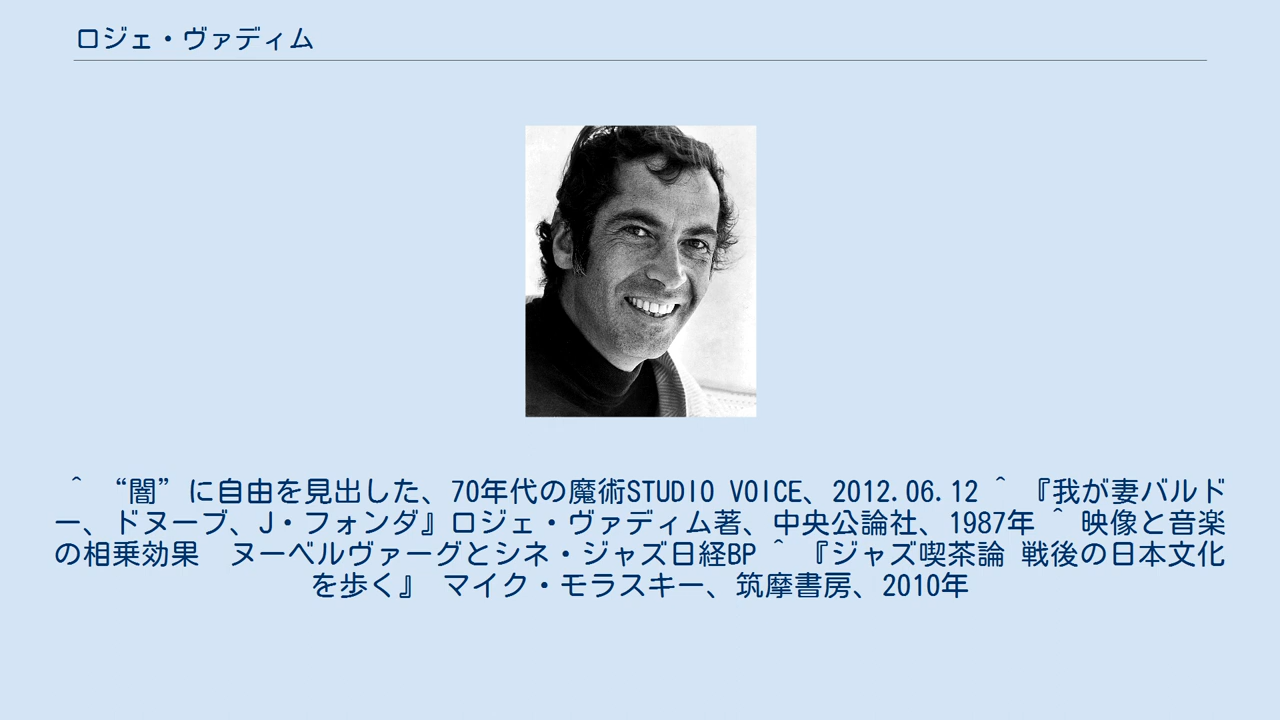 ロジェ・ヴァディム
^ “闇”に自由を見出した、70年代の魔術STUDIO VOICE、2012.06.12 ^ 『我が妻バルド
ー、ドヌーブ、J・フォンダ』ロジェ・ヴァディム著、中央公論社、1987年 ^ 映像と音楽
の相乗効果　ヌーベルヴァーグとシネ・ジャズ日経BP ^ 『ジャズ喫茶論 戦後の日本文化
を歩く』 マイク・モラスキー、筑摩書房、2010年